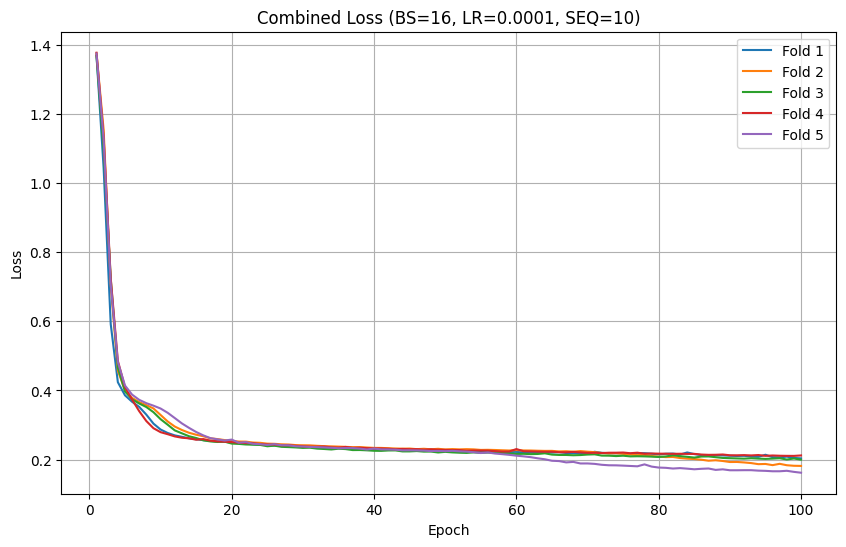 Combined Loss (BS=16, LR=0.0001, SEQ=10)
1.4
1.2
1.0
0.8
0.6
0.4
0.2
Loss
Fold 1
Fold 2
Fold 3
Fold 4
Fold 5
0 20 40 60 80 100
Epoch